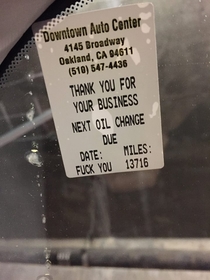 Downtown Auto Center
4145 Broadway
Oakland, CA 94611
(510) 547-4436
THANK YOU FOR
YOUR BUSINESS
NEXT OIL CHANGE
DUE
DATE: MILES:
FUCK YOU 13716